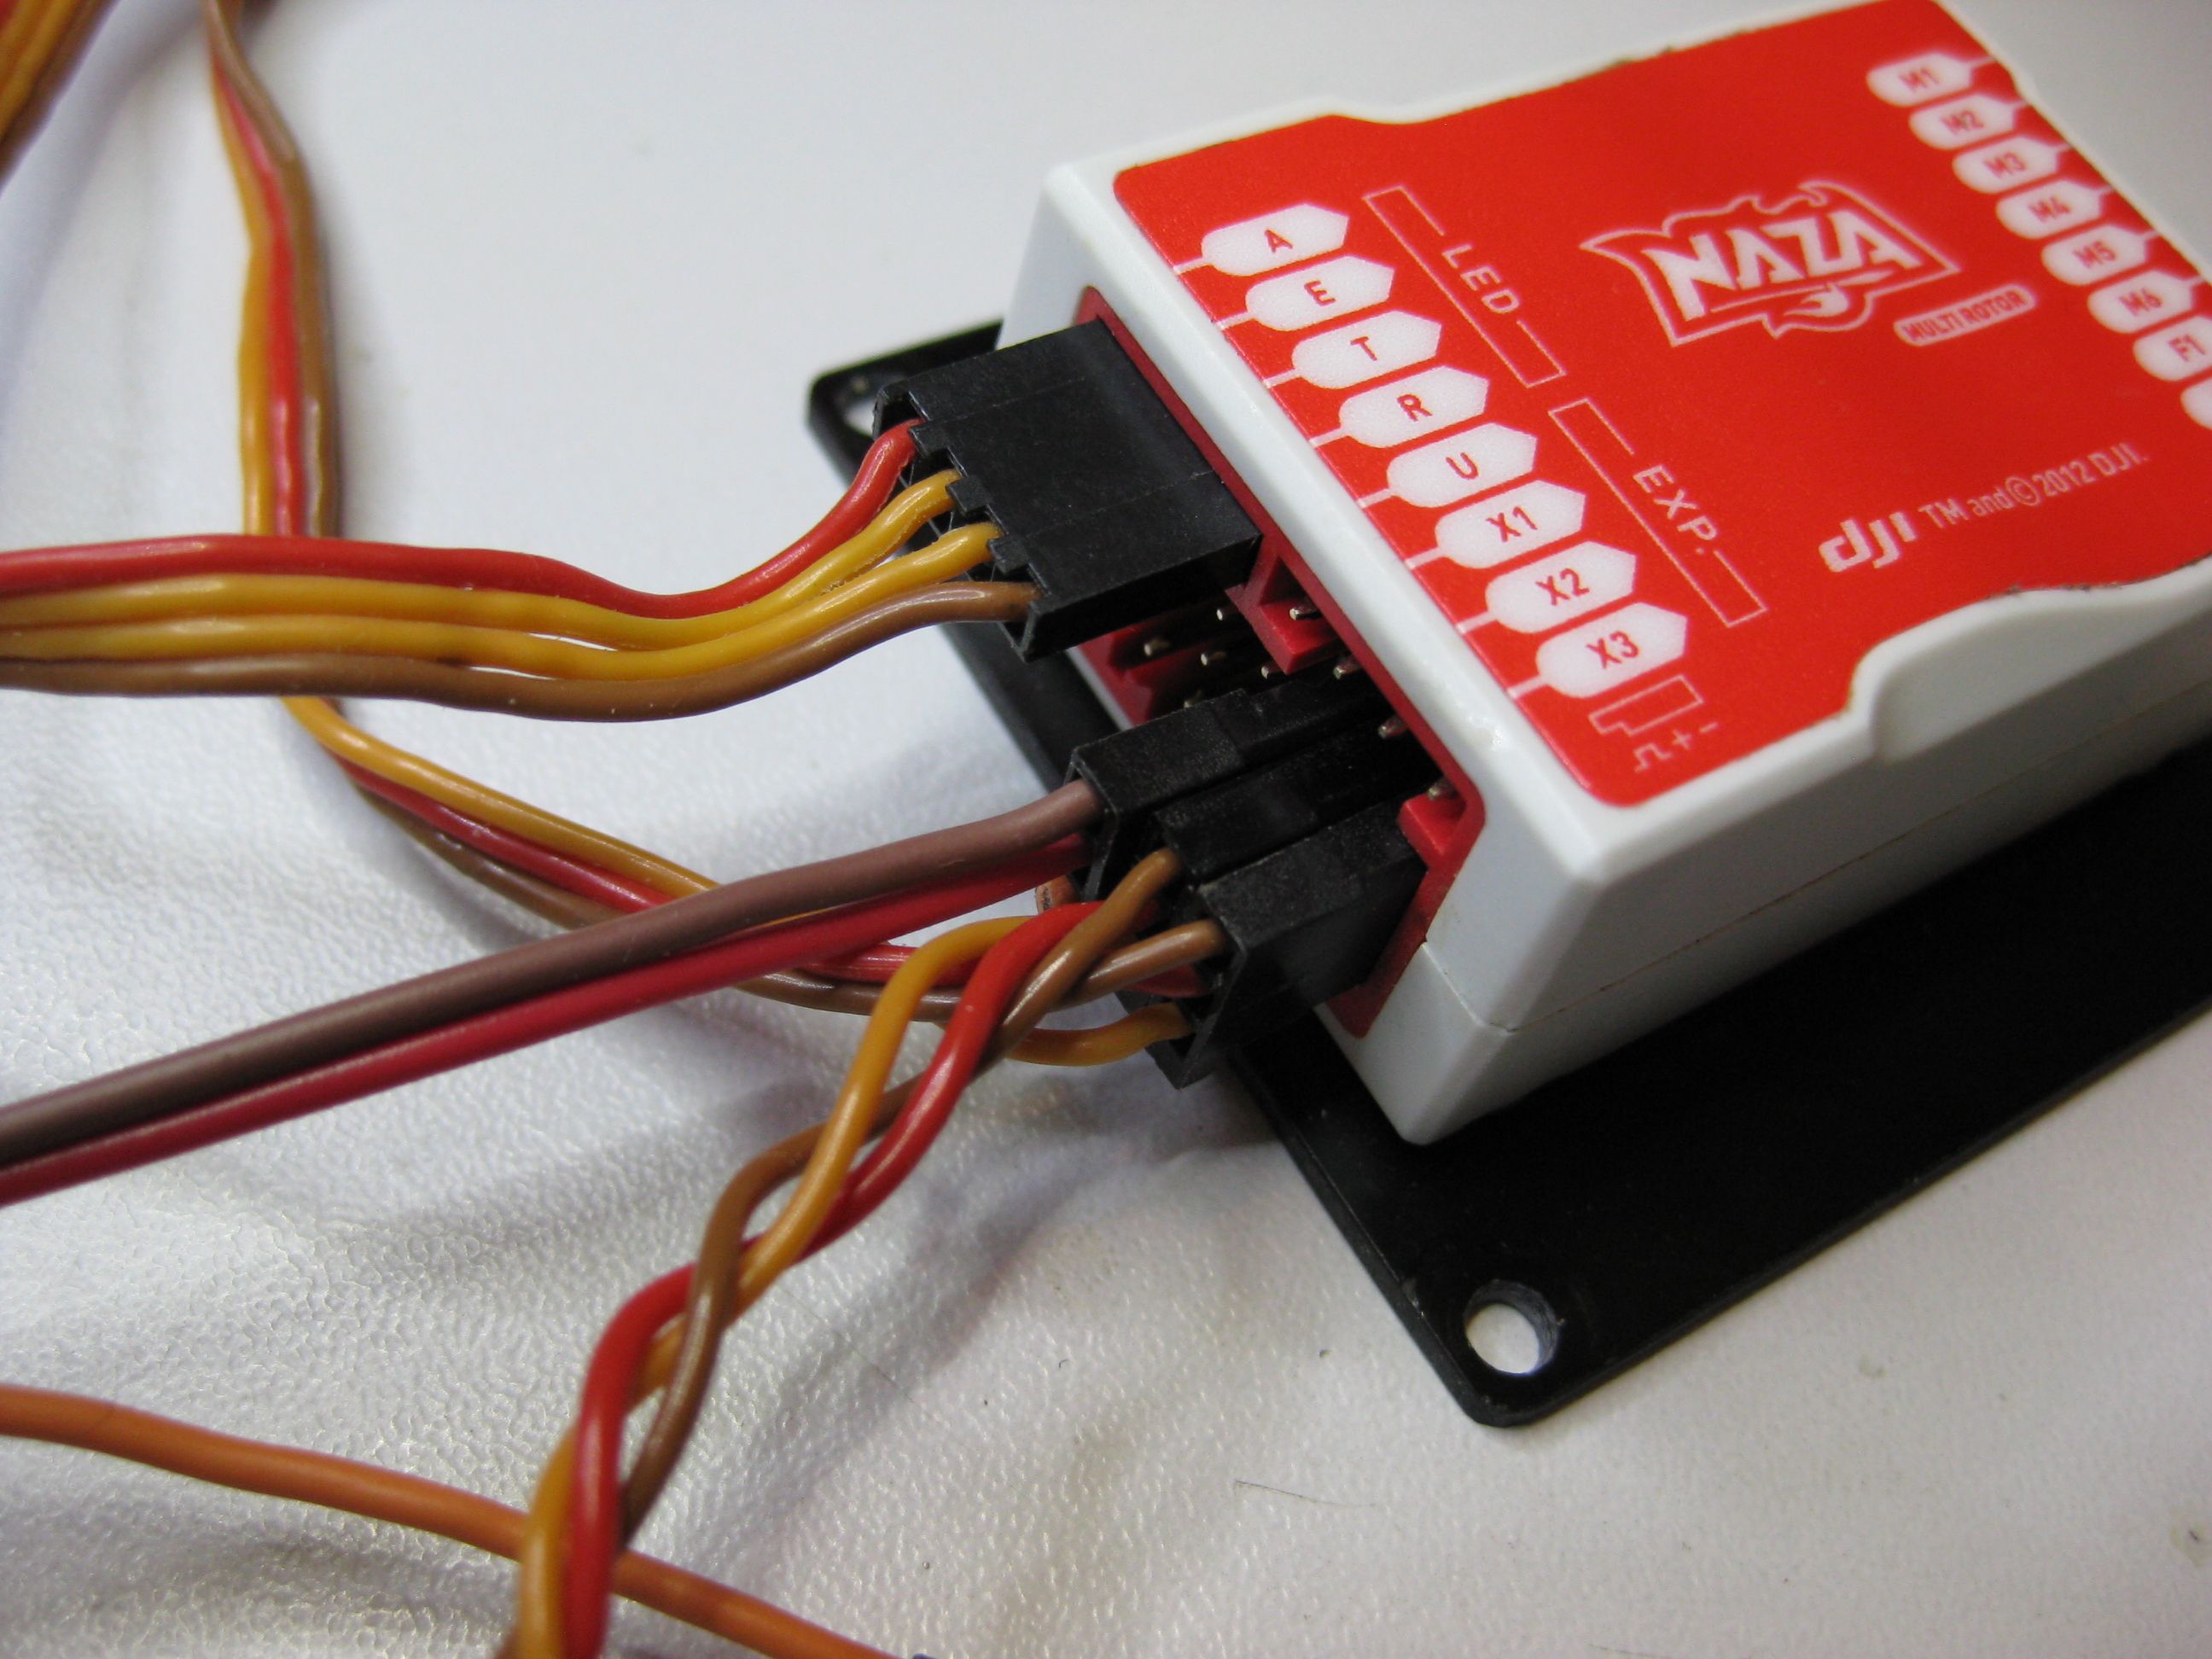 A
E
T
R
U
X1
X2
X3
LED
EXP.
NAZA
MULTI ROTOR
M1
M2
M3
M4
M5
M6
F1
dji TM and © 2012 DJI.
+ -